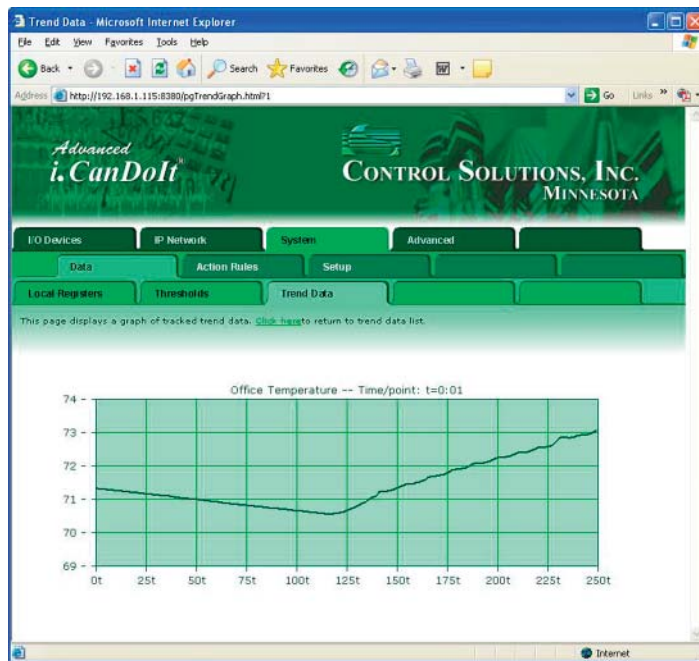 Trend Data - Microsoft Internet Explorer
File Edit View Favorites Tools Help
Back Search Favorites
Address http://192.168.1.115:8380/pgTrendGraph.html?1 Go Links »
Advanced
i.CanDoIt®
CONTROL SOLUTIONS, INC.
MINNESOTA
I/O Devices IP Network System Advanced
Data Action Rules Setup
Local Registers Thresholds Trend Data
This page displays a graph of tracked trend data. Click here to return to trend data list.
Office Temperature -- Time/point: t=0:01
74
73
72
71
70
69
0t 25t 50t 75t 100t 125t 150t 175t 200t 225t 250t
Internet